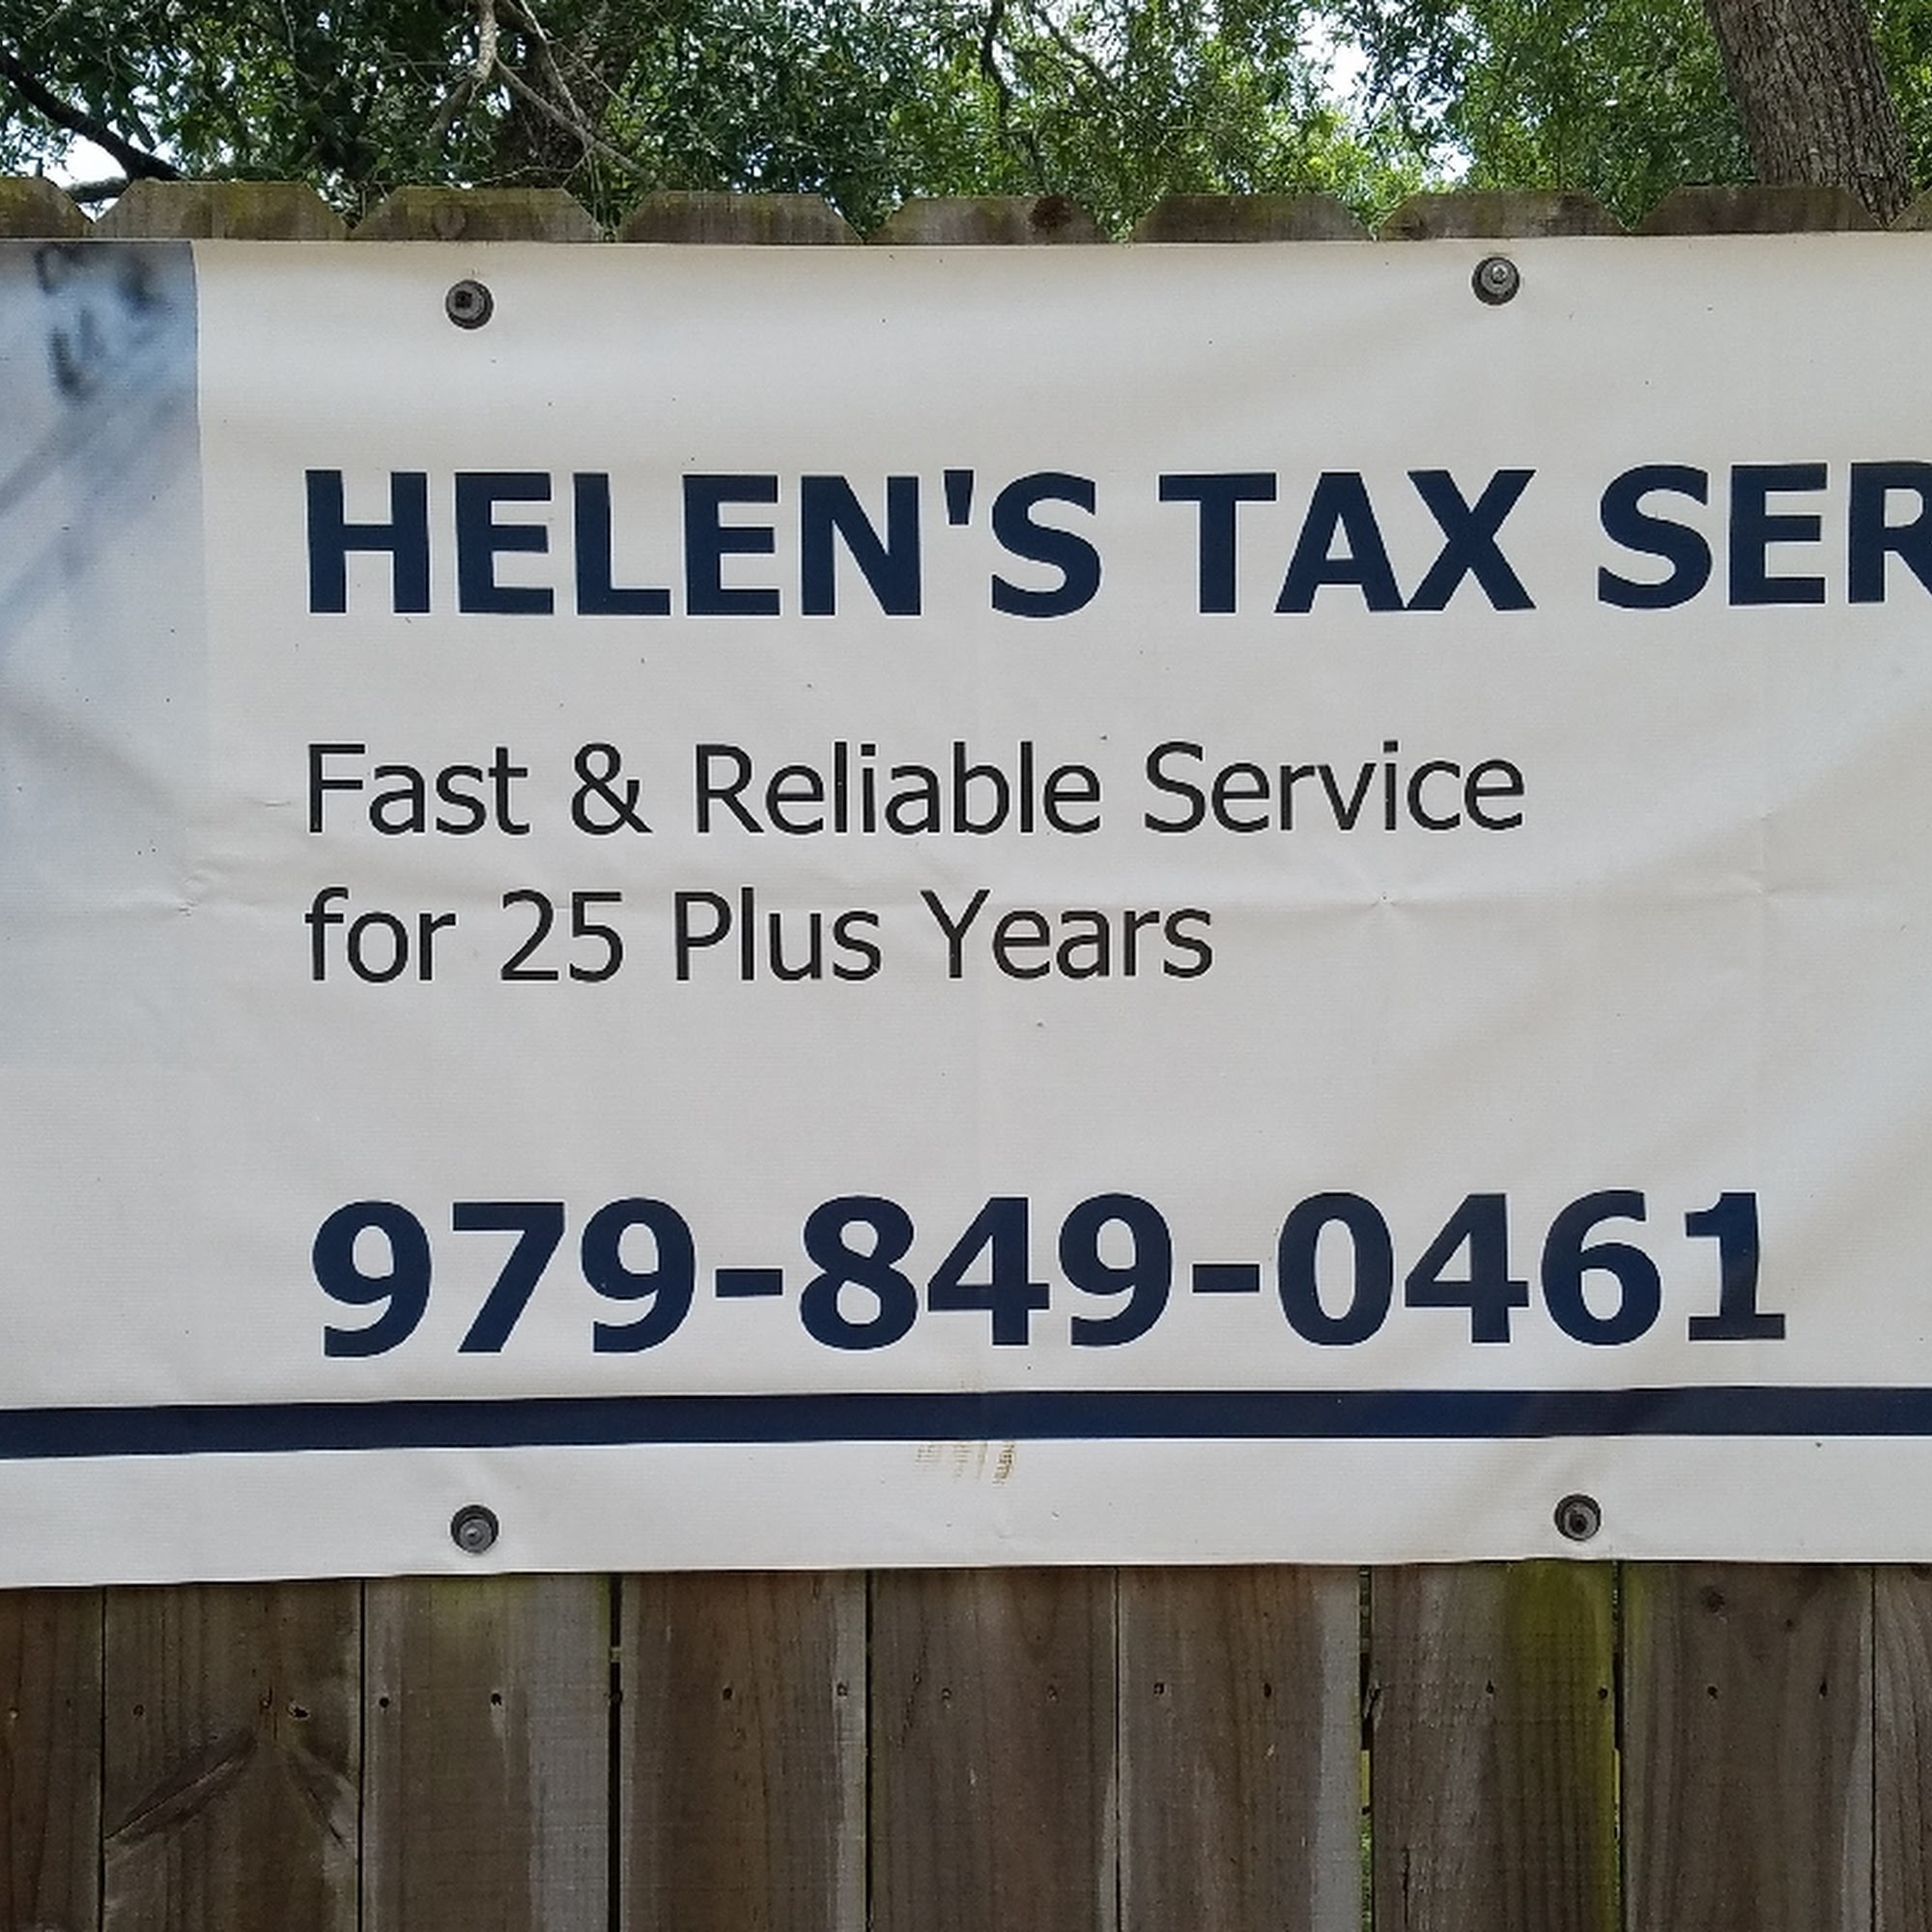 HELEN'S TAX SER
Fast & Reliable Service
for 25 Plus Years
979-849-0461